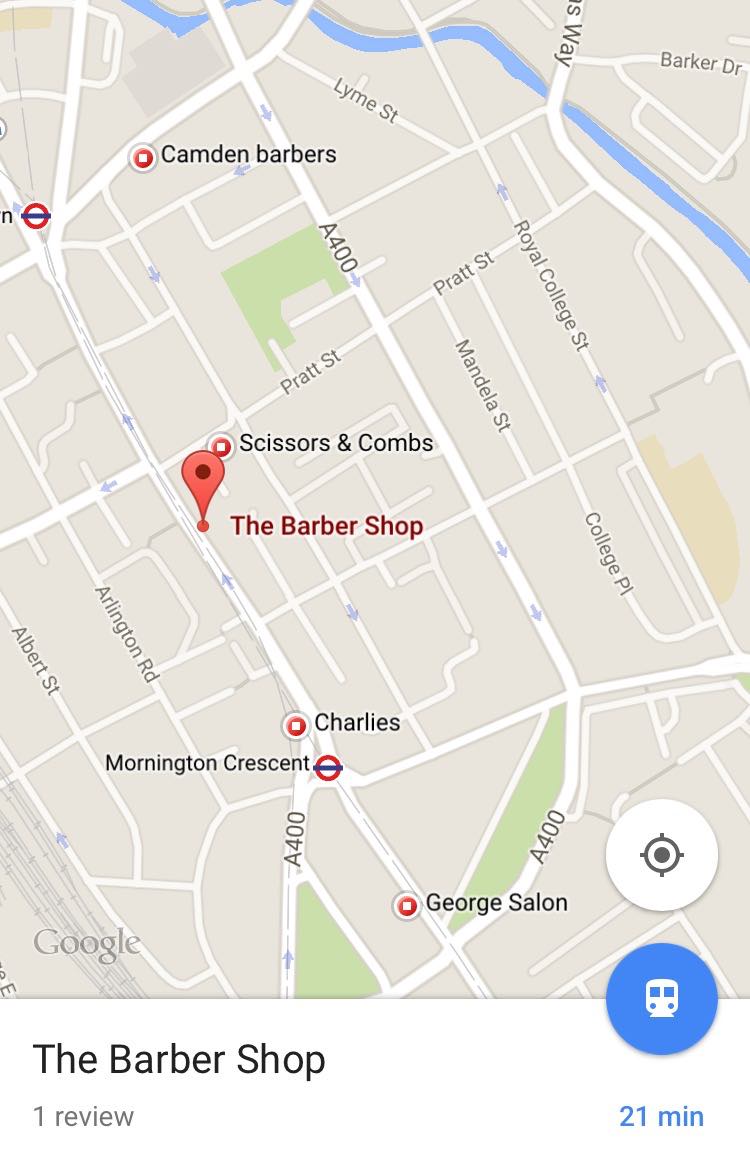 as Way
Barker Dr
Lyme St
Camden barbers
A400
Royal College St
Pratt St
Pratt St
Mandela St
Scissors & Combs
The Barber Shop
College Pl
Arlington Rd
Albert St
Charlies
Mornington Crescent
A400
A400
George Salon
Google
The Barber Shop
1 review
21 min